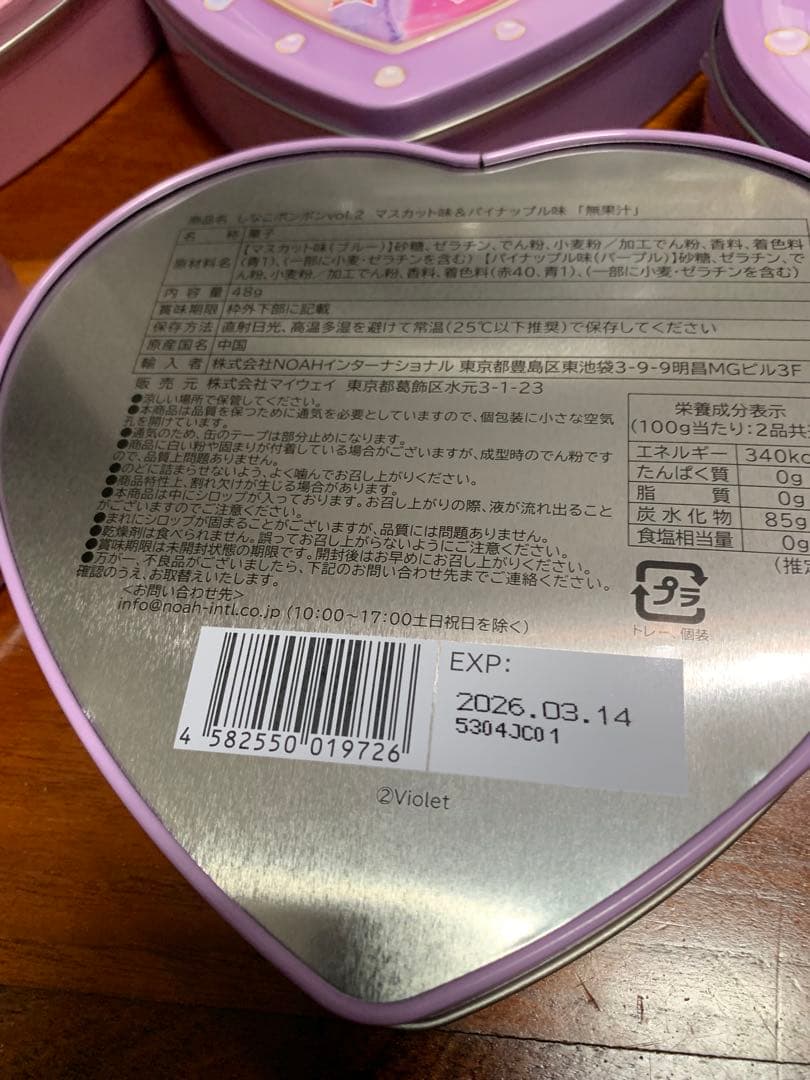 商品名 しなこボンボンvol.2 マスカット味&パイナップル味 「無果汁」
名 称 菓子
原材料名 【マスカット味(ブルー)】砂糖、ゼラチン、でん粉、小麦粉/加工でん粉、香料、着色料
(青1)、(一部に小麦・ゼラチンを含む) 【パイナップル味(パープル)】砂糖、ゼラチン、で
ん粉、小麦粉/加工でん粉、香料、着色料(赤40、青1)、(一部に小麦・ゼラチンを含む)
内 容 量 48g
賞味期限 枠外下部に記載
保存方法 直射日光、高温多湿を避けて常温(25℃以下推奨)で保存してください
原産国名 中国
輸 入 者 株式会社NOAHインターナショナル 東京都豊島区東池袋3-9-9明昌MGビル3F
販 売 元 株式会社マイウェイ 東京都葛飾区水元3-1-23
●涼しい場所で保管してください。
●本商品は品質を保つために通気を必要としていますので、個包装に小さな空気
孔を開けています。
●通気のため、缶のテープは部分止めになります。
●商品に白い粉や固まりが付着している場合がございますが、成型時のでん粉です
ので、品質上問題ありません。
●のどに詰まらせないよう、よく噛んでお召し上がりください。
●商品特性上、割れ欠けが生じる場合があります。
●本商品は中にシロップが入っております。お召し上がりの際、液が流れ出ること
がございますのでご注意ください。
●まれにシロップが固まることがございますが、品質には問題ありません。
●乾燥剤は食べられません。誤ってお召し上がらないようにご注意ください。
●賞味期限は未開封状態の期限です。開封後はお早めにお召し上がりください。
●万が一、不良品がございましたら、下記のお問い合わせ先までご連絡ください。
確認のうえ、お取替えいたします。
<お問い合わせ先>
info@noah-intl.co.jp (10:00〜17:00土日祝日を除く)
栄養成分表示
(100g当たり:2品共
エネルギー 340kc
たんぱく質 0g
脂 質 0g
炭水化物 85g
食塩相当量 0g
(推定
プラ
トレー、個装
EXP:
2026.03.14
5304JC01
4 582550 019726
②Violet